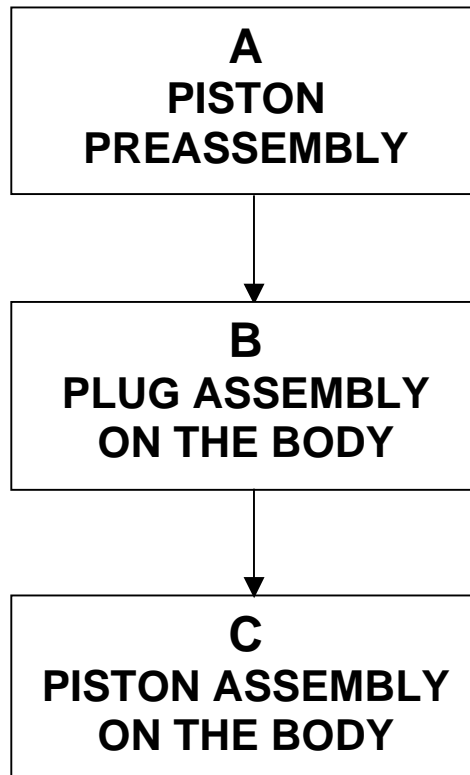 A
PISTON
PREASSEMBLY
B
PLUG ASSEMBLY
ON THE BODY
C
PISTON ASSEMBLY
ON THE BODY